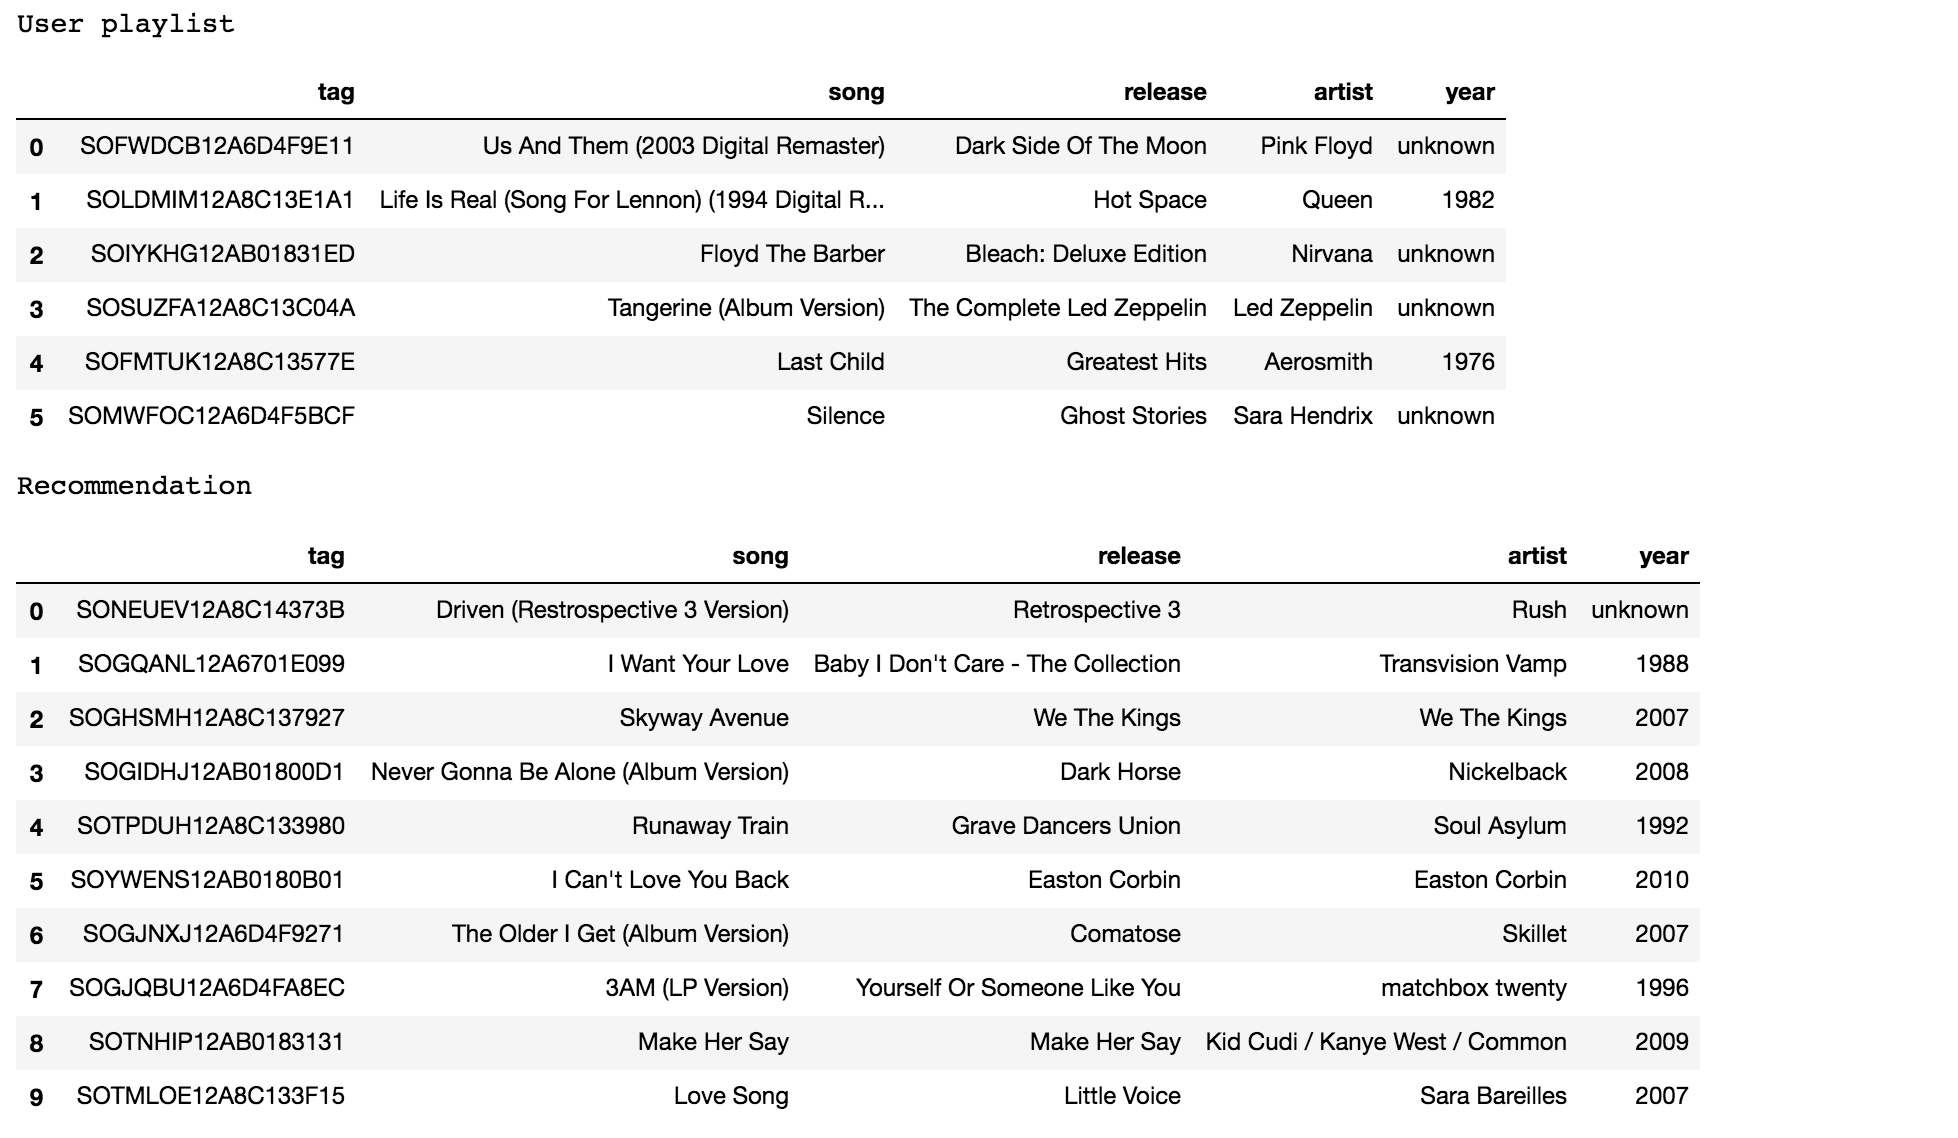 User playlist
tag song release artist year
0 SOFWDCB12A6D4F9E11 Us And Them (2003 Digital Remaster) Dark Side Of The Moon Pink Floyd unknown
1 SOLDMIM12A8C13E1A1 Life Is Real (Song For Lennon) (1994 Digital R... Hot Space Queen 1982
2 SOIYKHG12AB01831ED Floyd The Barber Bleach: Deluxe Edition Nirvana unknown
3 SOSUZFA12A8C13C04A Tangerine (Album Version) The Complete Led Zeppelin Led Zeppelin unknown
4 SOFMTUK12A8C13577E Last Child Greatest Hits Aerosmith 1976
5 SOMWFOC12A6D4F5BCF Silence Ghost Stories Sara Hendrix unknown
Recommendation
tag song release artist year
0 SONEUEV12A8C14373B Driven (Restrospective 3 Version) Retrospective 3 Rush unknown
1 SOGQANL12A6701E099 I Want Your Love Baby I Don't Care - The Collection Transvision Vamp 1988
2 SOGHSMH12A8C137927 Skyway Avenue We The Kings We The Kings 2007
3 SOGIDHJ12AB01800D1 Never Gonna Be Alone (Album Version) Dark Horse Nickelback 2008
4 SOTPDUH12A8C133980 Runaway Train Grave Dancers Union Soul Asylum 1992
5 SOYWENS12AB0180B01 I Can't Love You Back Easton Corbin Easton Corbin 2010
6 SOGJNXJ12A6D4F9271 The Older I Get (Album Version) Comatose Skillet 2007
7 SOGJQBU12A6D4FA8EC 3AM (LP Version) Yourself Or Someone Like You matchbox twenty 1996
8 SOTNHIP12AB0183131 Make Her Say Make Her Say Kid Cudi / Kanye West / Common 2009
9 SOTMLOE12A8C133F15 Love Song Little Voice Sara Bareilles 2007